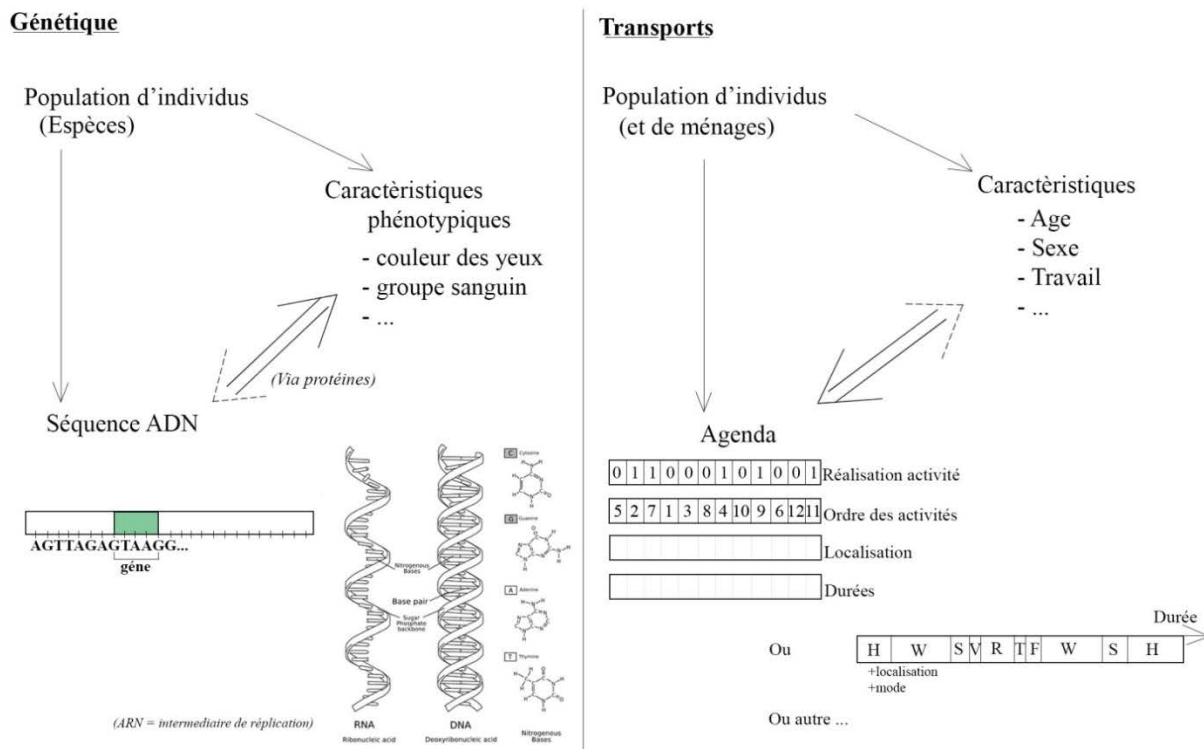 Génétique
Population d'individus
(Espèces)
Caractèristiques
phénotypiques
- couleur des yeux
- groupe sanguin
- ...
(Via protéines)
Séquence ADN
AGTTAGAGTAAGG...
géne
Nitrogenous
Bases
Base pair
Sugar
Phosphate
backbone
C Cytosine
G Guanine
A Adenine
T Thymine
(ARN = intermediaire de réplication)
RNA
Ribonucleic acid
DNA
Deoxyribonucleic acid
Nitrogenous
Bases
Transports
Population d'individus
(et de ménages)
Caractèristiques
- Age
- Sexe
- Travail
- ...
Agenda
0 1 1 0 0 0 1 0 1 0 0 1 Réalisation activité
5 2 7 1 3 8 4 10 9 6 12 11 Ordre des activités
Localisation
Durées
Durée
Ou
H W S V R T F W S H
+localisation
+mode
Ou autre ...